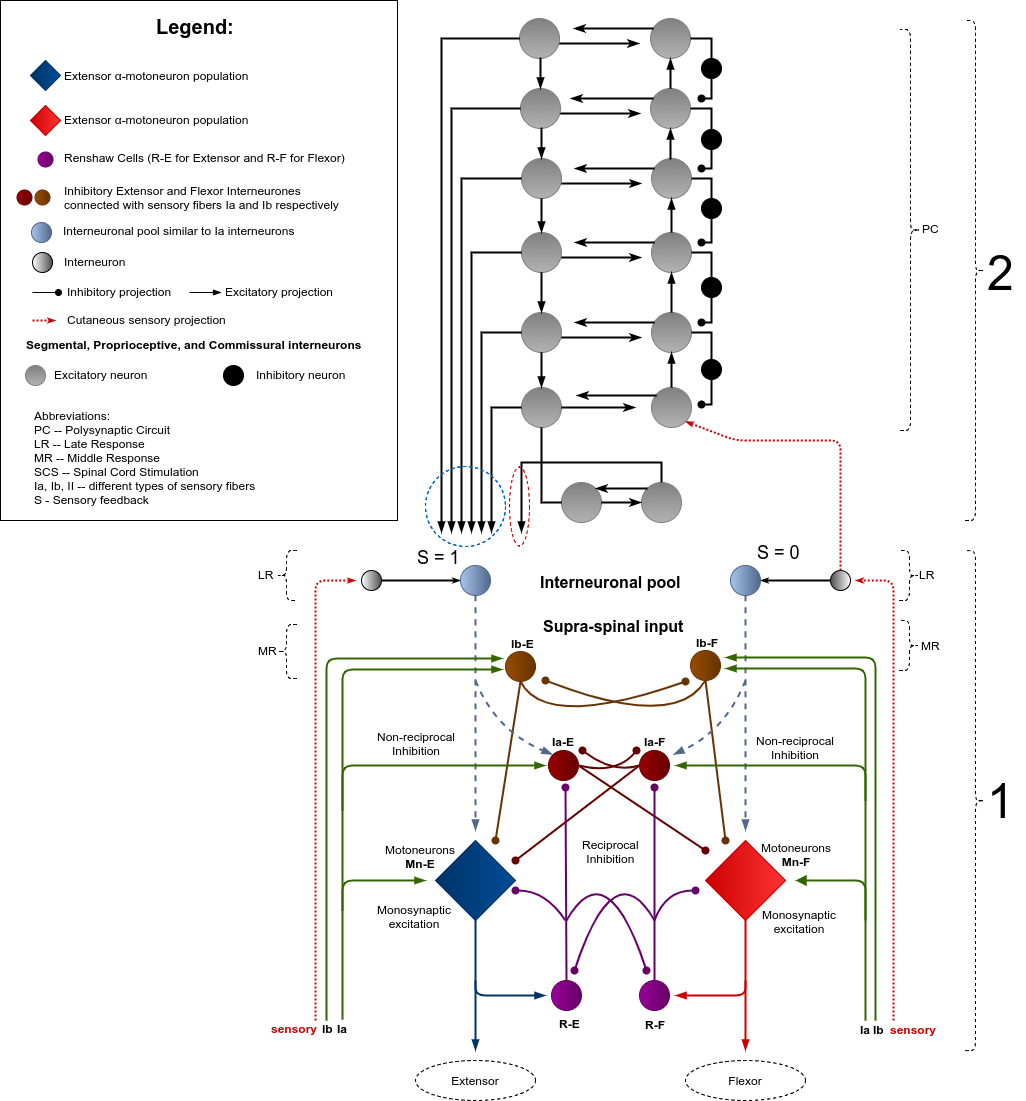 Legend:
Extensor α-motoneuron population
Extensor α-motoneuron population
Renshaw Cells (R-E for Extensor and R-F for Flexor)
Inhibitory Extensor and Flexor Interneurones
connected with sensory fibers Ia and Ib respectively
Interneuronal pool similar to Ia interneurons
Interneuron
Inhibitory projection
Excitatory projection
Cutaneous sensory projection
Segmental, Proprioceptive, and Commissural interneurons
Excitatory neuron
Inhibitory neuron
Abbreviations:
PC -- Polysynaptic Circuit
LR -- Late Response
MR -- Middle Response
SCS -- Spinal Cord Stimulation
Ia, Ib, II -- different types of sensory fibers
S - Sensory feedback
PC
2
S = 1
S = 0
LR
LR
Interneuronal pool
Supra-spinal input
MR
MR
Ib-E
Ib-F
Non-reciprocal
Inhibition
Ia-E
Ia-F
Non-reciprocal
Inhibition
1
Motoneurons
Mn-E
Reciprocal
Inhibition
Motoneurons
Mn-F
Monosynaptic
excitation
Monosynaptic
excitation
R-E
R-F
sensory Ib Ia
Ia Ib sensory
Extensor
Flexor